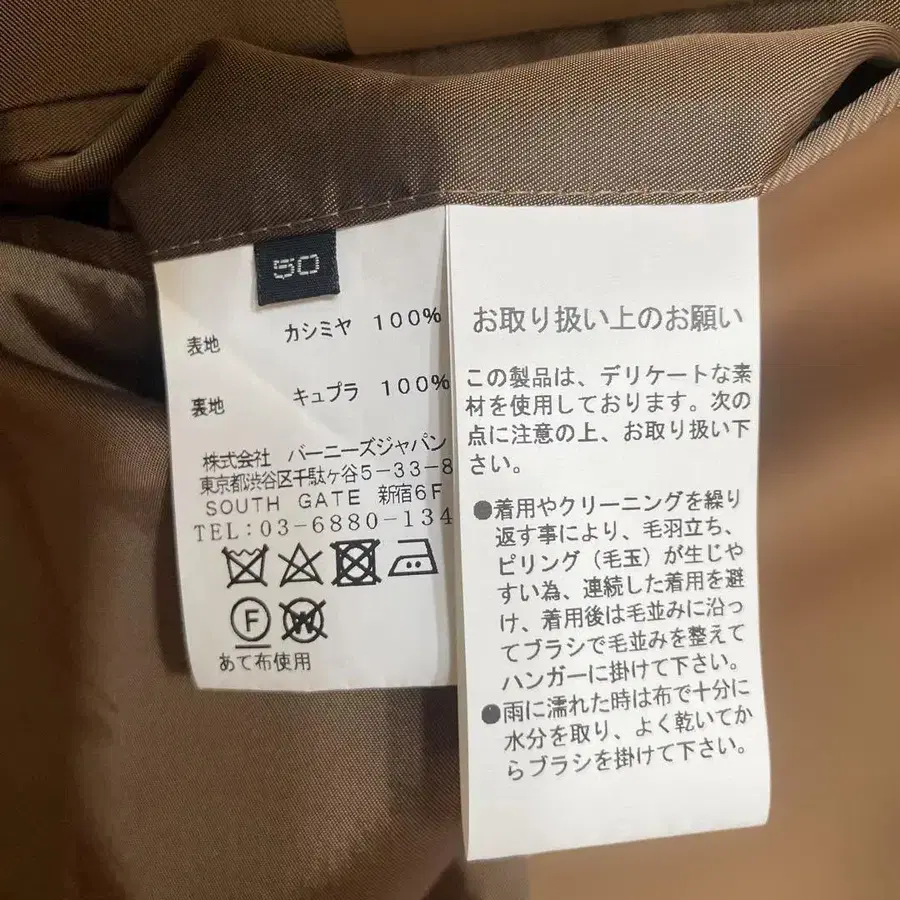 50
表地 カシミヤ 100%
裏地 キュプラ 100%
株式会社 バーニーズジャパン
東京都渋谷区千駄ケ谷5-33-8
SOUTH GATE 新宿6F
TEL:03-6880-134
F
W
あて布使用
お取り扱い上のお願い
この製品は、デリケートな素
材を使用しております。次の
点に注意の上、お取り扱い下
さい。
●着用やクリーニングを繰り
返す事により、毛羽立ち、
ピリング（毛玉）が生じや
すい為、連続した着用を避
け、着用後は毛並みに沿っ
てブラシで毛並みを整えて
ハンガーに掛けて下さい。
●雨に濡れた時は布で十分に
水分を取り、よく乾いてか
らブラシを掛けて下さい。